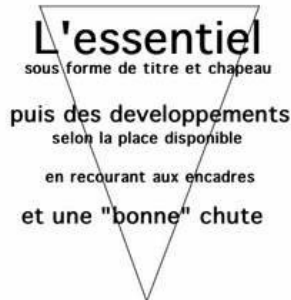 L'essentiel
sous forme de titre et chapeau
puis des developpements
selon la place disponible
en recourant aux encadres
et une "bonne" chute